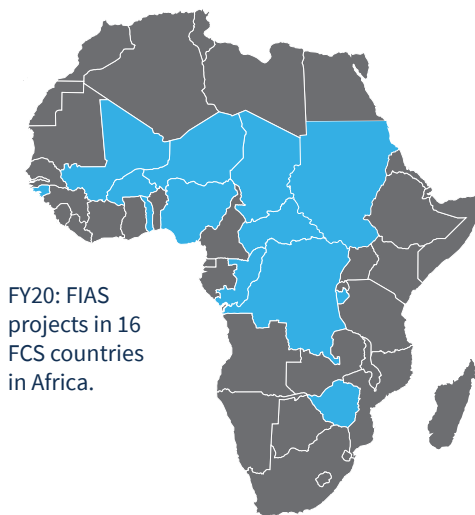 FY20: FIAS
projects in 16
FCS countries
in Africa.